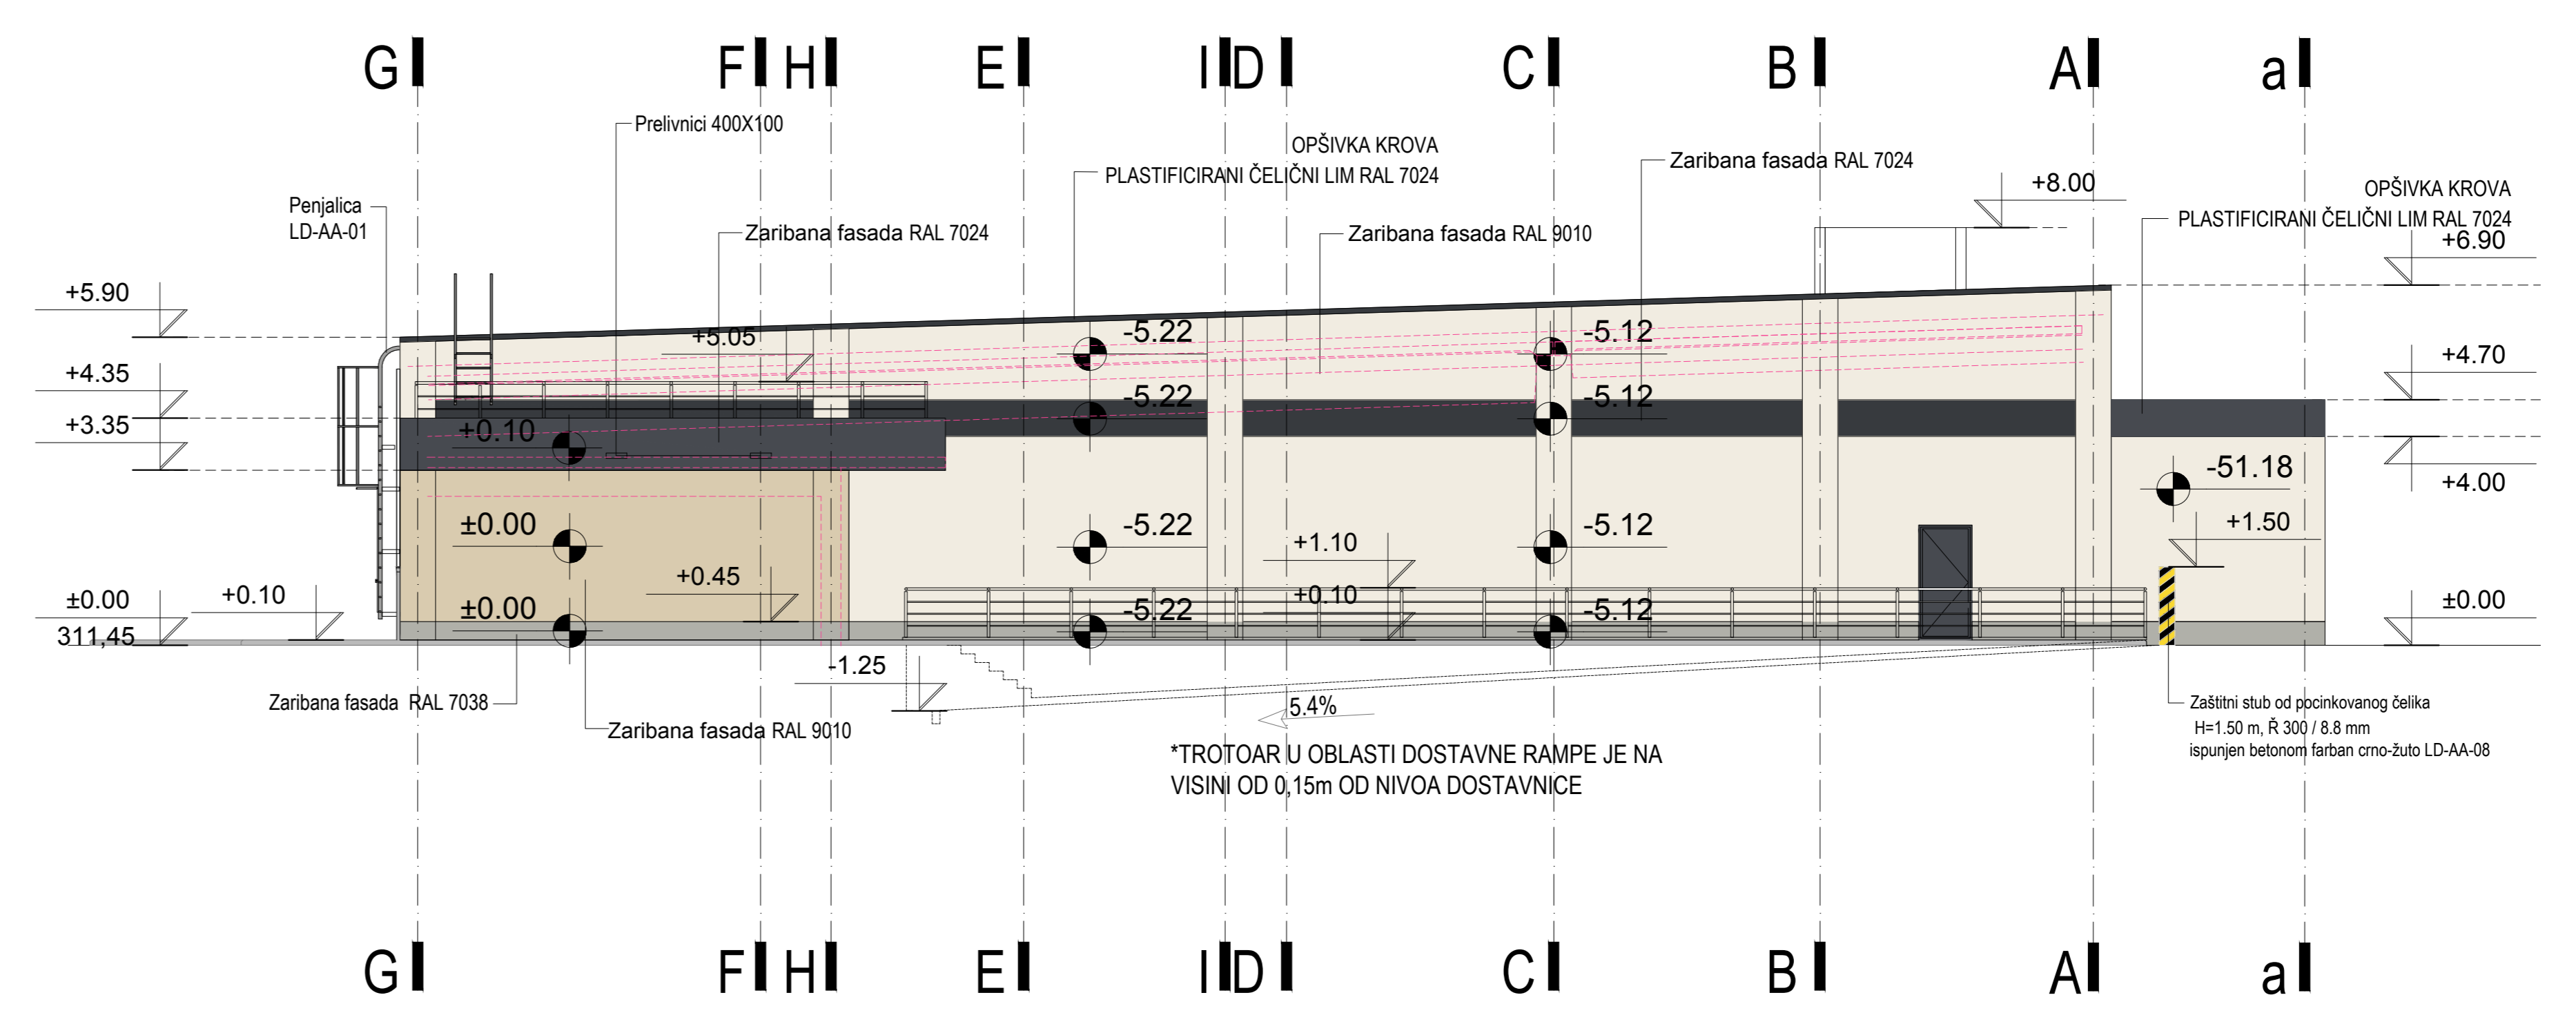 G F H E I D C B A a
Prelivnici 400X100
OPŠIVKA KROVA
PLASTIFICIRANI ČELIČNI LIM RAL 7024
Zaribana fasada RAL 7024
+8.00
OPŠIVKA KROVA
PLASTIFICIRANI ČELIČNI LIM RAL 7024
Penjalica
LD-AA-01
Zaribana fasada RAL 7024
Zaribana fasada RAL 9010
+6.90
+5.90
+5.05
-5.22
-5.12
+4.35
-5.22
-5.12
+4.70
+3.35
+0.10
-51.18
+4.00
±0.00
-5.22
-5.12
+1.50
+1.10
+0.45
±0.00
+0.10
±0.00
-5.22
+0.10
-5.12
±0.00
311,45
-1.25
Zaribana fasada RAL 7038
Zaribana fasada RAL 9010
5.4%
Zaštitni stub od pocinkovanog čelika
H=1.50 m, Ř 300 / 8.8 mm
ispunjen betonom farban crno-žuto LD-AA-08
*TROTOAR U OBLASTI DOSTAVNE RAMPE JE NA
VISINI OD 0,15m OD NIVOA DOSTAVNICE
G F H E I D C B A a